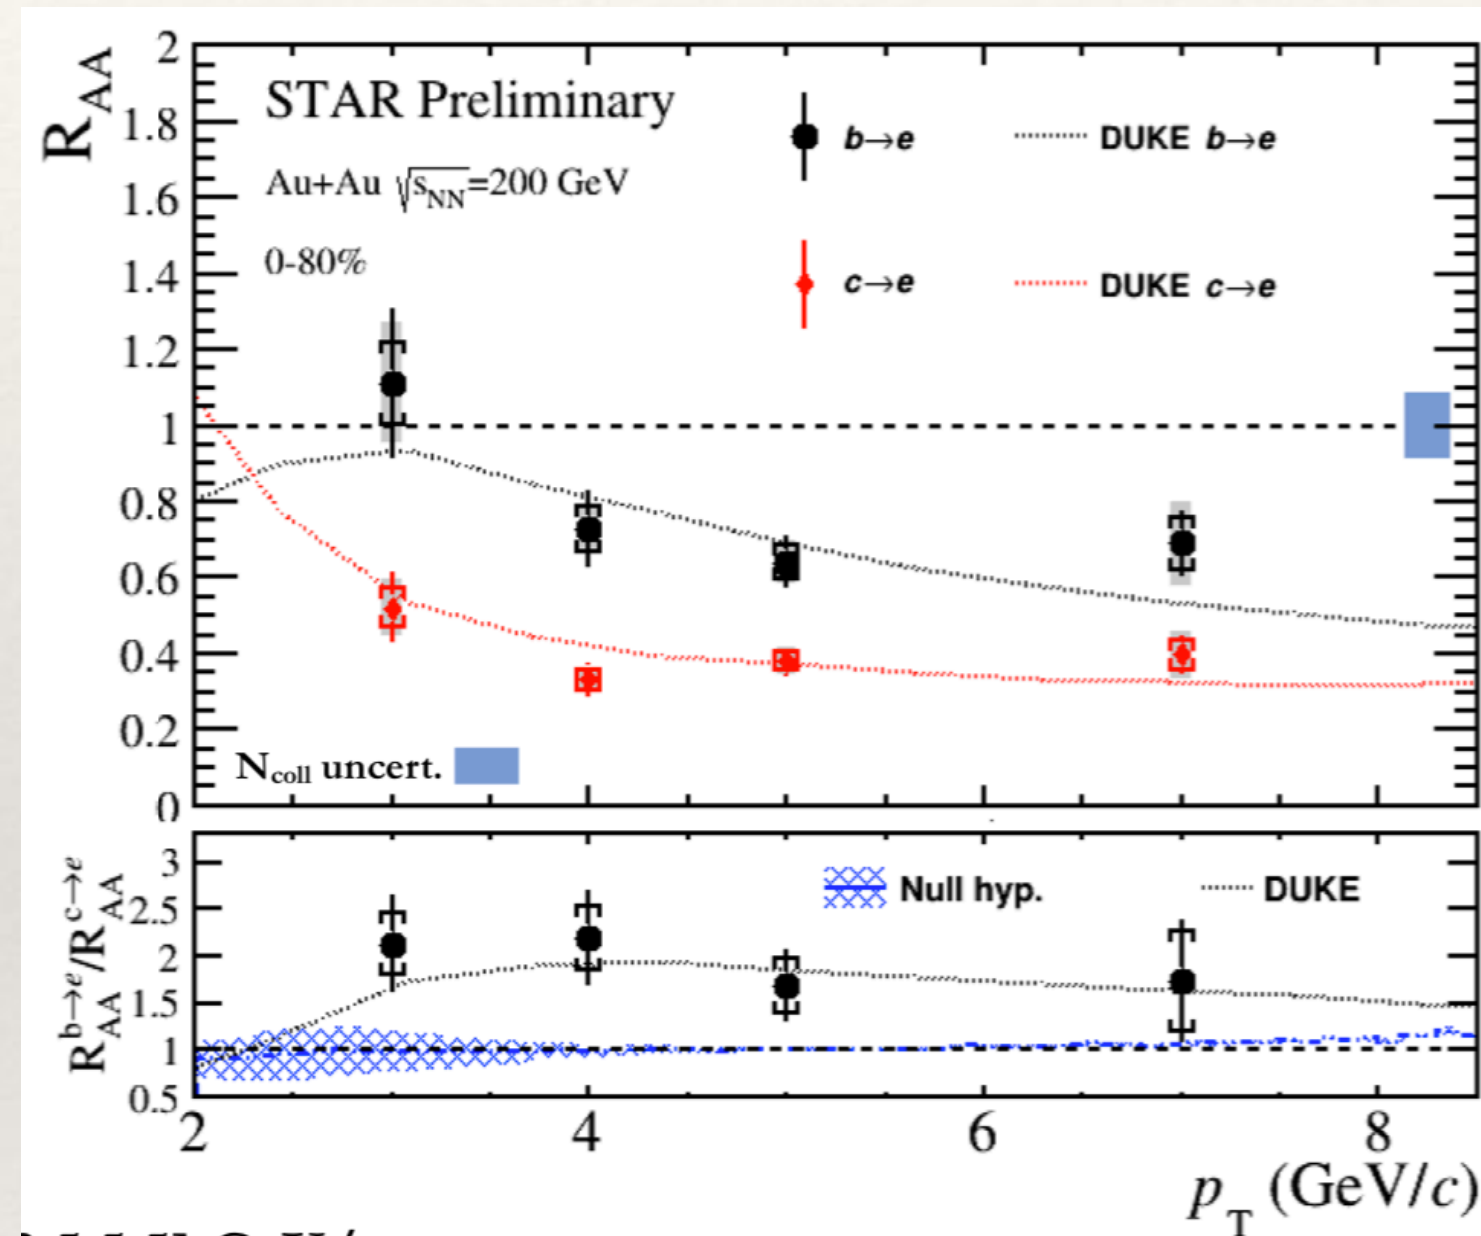 R_AA
2
1.8
1.6
1.4
1.2
1
0.8
0.6
0.4
0.2
0
STAR Preliminary
Au+Au √s_NN=200 GeV
0-80%
b→e
DUKE b→e
c→e
DUKE c→e
N_coll uncert.
R_AA^b→e/R_AA^c→e
3
2.5
2
1.5
1
0.5
Null hyp.
DUKE
2 4 6 8
p_T (GeV/c)